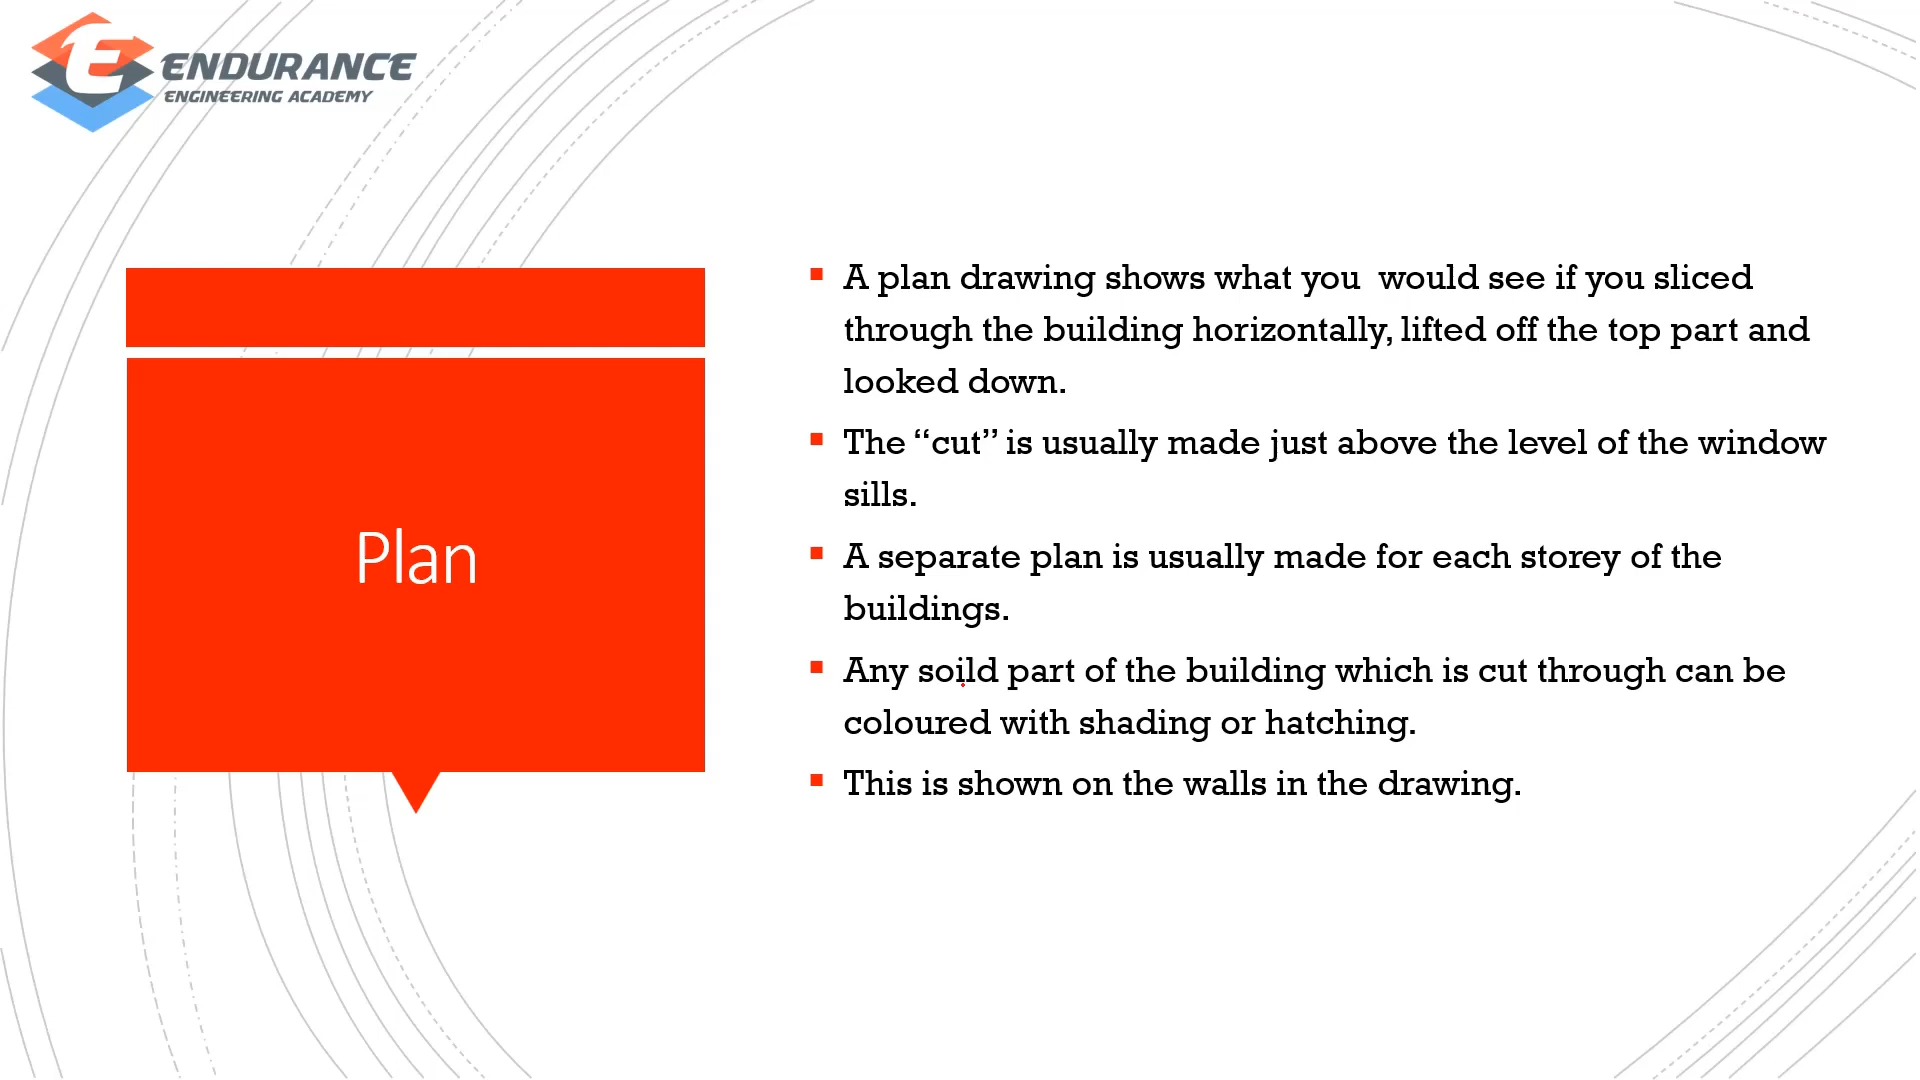 ENDURANCE
ENGINEERING ACADEMY
Plan
A plan drawing shows what you  would see if you sliced
through the building horizontally, lifted off the top part and
looked down.
The “cut” is usually made just above the level of the window
sills.
A separate plan is usually made for each storey of the
buildings.
Any soild part of the building which is cut through can be
coloured with shading or hatching.
This is shown on the walls in the drawing.